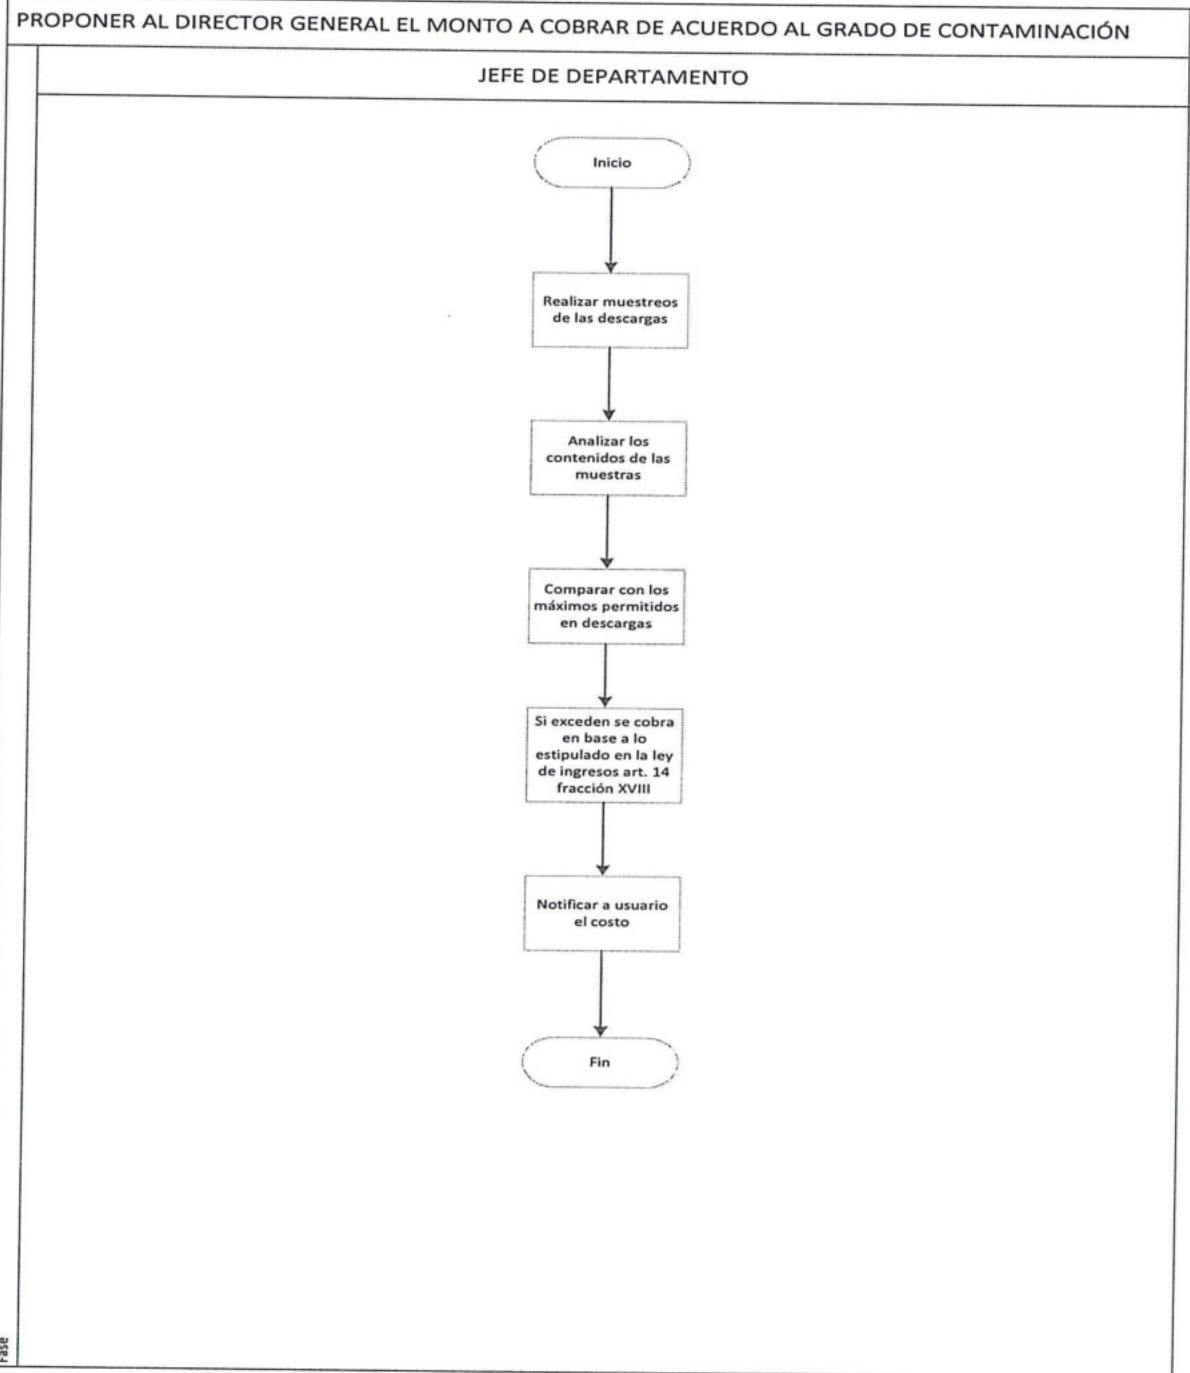 PROPONER AL DIRECTOR GENERAL EL MONTO A COBRAR DE ACUERDO AL GRADO DE CONTAMINACIÓN
JEFE DE DEPARTAMENTO
Inicio
Realizar muestreos
de las descargas
Analizar los
contenidos de las
muestras
Comparar con los
máximos permitidos
en descargas
Si exceden se cobra
en base a lo
estipulado en la ley
de ingresos art. 14
fracción XVIII
Notificar a usuario
el costo
Fin
Fase